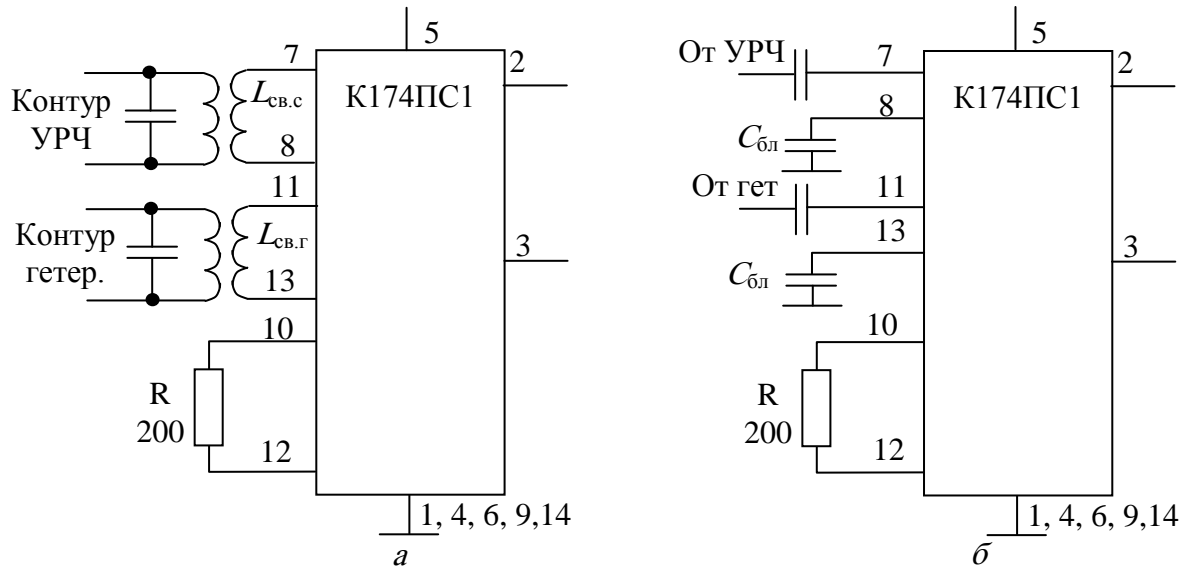 5
7
2
К174ПС1
Lсв.с
Контур
УРЧ
8
11
Контур
гетер.
Lсв.г
3
13
10
R
200
12
1, 4, 6, 9,14
а
5
От УРЧ
7
2
К174ПС1
8
Cбл
От гет
11
13
3
Cбл
10
R
200
12
1, 4, 6, 9,14
б